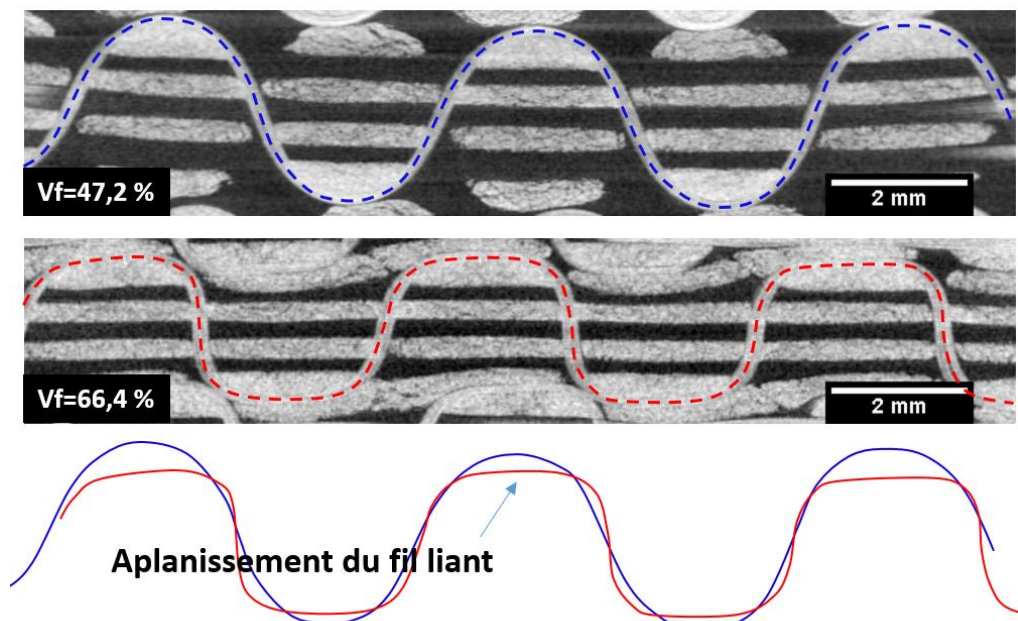 Vf=47,2 %
2 mm
Vf=66,4 %
2 mm
Aplanissement du fil liant